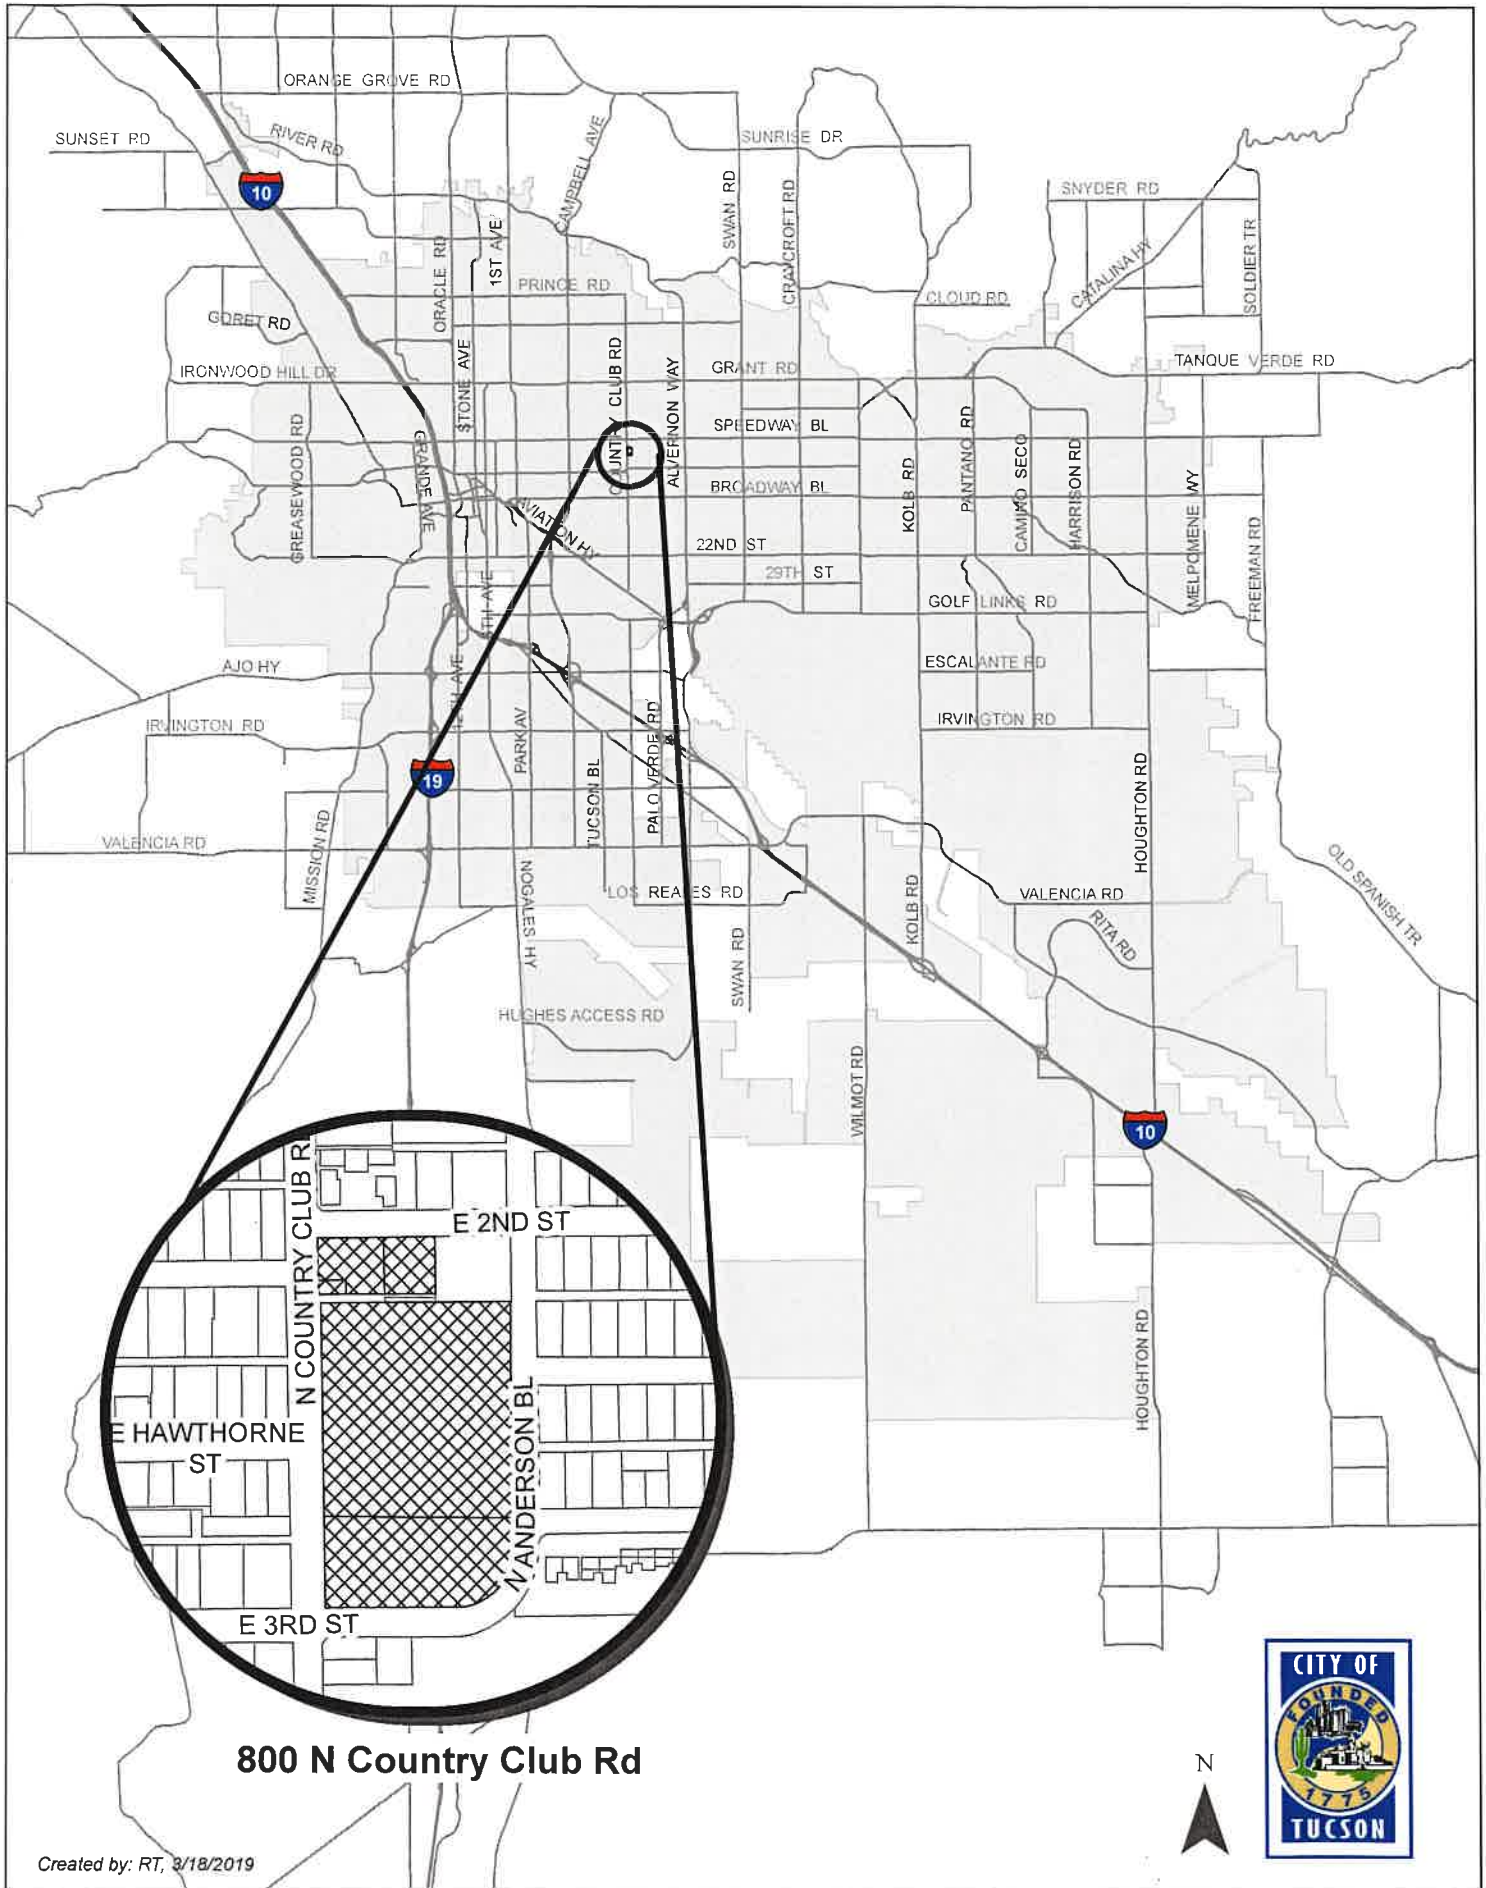 ORANGE GROVE RD
SUNSET RD
RIVER RD
CAMPBELL AVE
SUNRISE DR
10
SWAN RD
CRAYCROFT RD
SNYDER RD
SOLDIER TR
CATALINA HY
ORACLE RD
1ST AVE
PRINCE RD
CLOUD RD
GORET RD
STONE AVE
COUNTRY CLUB RD
ALVERNON WAY
GRANT RD
TANQUE VERDE RD
IRONWOOD HILL DR
GREASEWOOD RD
GRANDE AVE
SPEEDWAY BL
BROADWAY BL
KOLB RD
PANTANO RD
CAMINO SECO
HARRISON RD
MELPOMENE WY
FREEMAN RD
AVIATION HY
22ND ST
29TH ST
6TH AVE
GOLF LINKS RD
AJO HY
12TH AVE
ESCALANTE RD
IRVINGTON RD
PARK AV
PALO VERDE RD
IRVINGTON RD
19
TUCSON BL
HOUGHTON RD
VALENCIA RD
MISSION RD
NOGALES HY
LOS REALES RD
KOLB RD
VALENCIA RD
OLD SPANISH TR
RITA RD
SWAN RD
HUGHES ACCESS RD
WILMOT RD
10
N COUNTRY CLUB R
E 2ND ST
E HAWTHORNE
ST
N ANDERSON BL
HOUGHTON RD
E 3RD ST
800 N Country Club Rd
N
CITY OF
FOUNDED
1775
TUCSON
Created by: RT, 3/18/2019